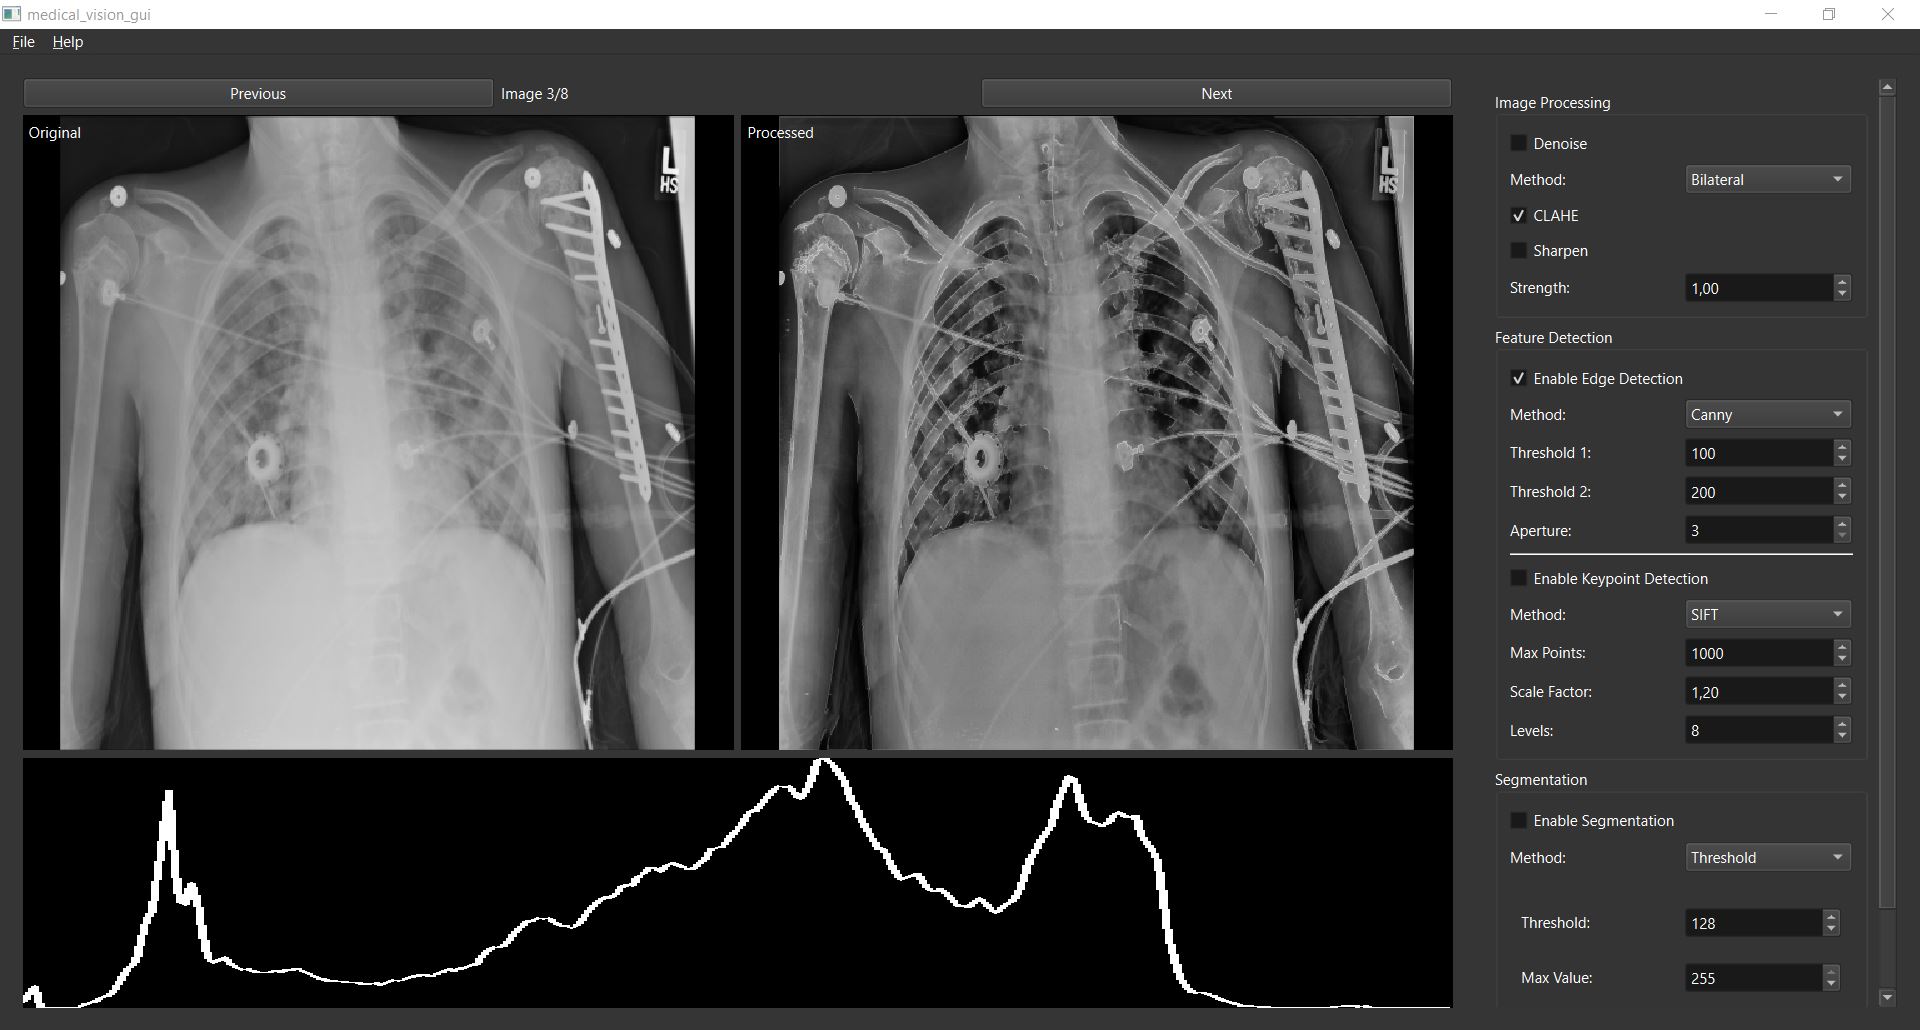 medical_vision_gui
File Help
Previous Image 3/8 Next
Original
L
HS
Processed
L
HS
Image Processing
Denoise
Method: Bilateral
CLAHE
Sharpen
Strength: 1,00
Feature Detection
Enable Edge Detection
Method: Canny
Threshold 1: 100
Threshold 2: 200
Aperture: 3
Enable Keypoint Detection
Method: SIFT
Max Points: 1000
Scale Factor: 1,20
Levels: 8
Segmentation
Enable Segmentation
Method: Threshold
Threshold: 128
Max Value: 255